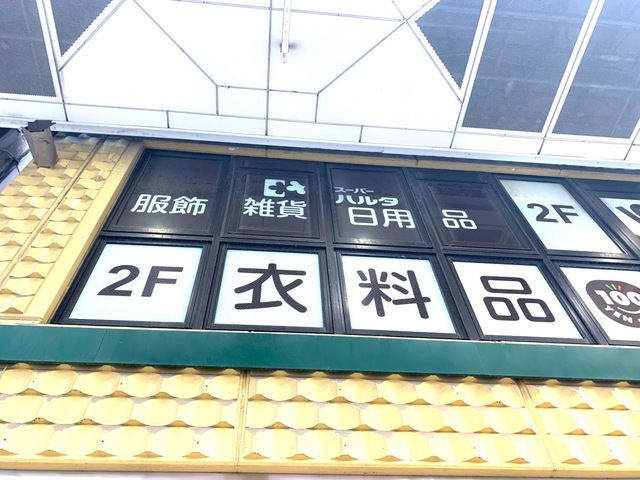 服飾 雑貨 日用品 2F
スーパー
ハルタ
2F 衣料品
100
YEN